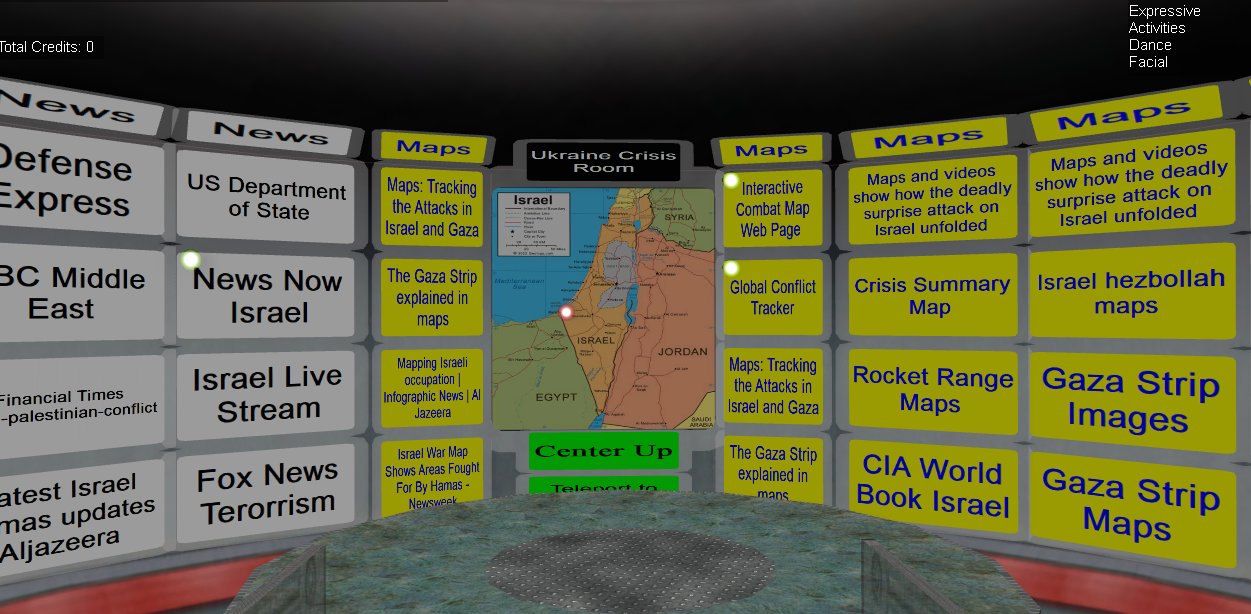 Expressive
Activities
Dance
Facial
Total Credits: 0
News
Defense
Express
BC Middle
East
Financial Times
-palestinian-conflict
atest Israel
mas updates
Aljazeera
News
US Department
of State
News Now
Israel
Israel Live
Stream
Fox News
Terorrism
Maps
Maps: Tracking
the Attacks in
Israel and Gaza
The Gaza Strip
explained in
maps
Mapping Israeli
occupation |
Infographic News | Al
Jazeera
Israel War Map
Shows Areas Fought
For By Hamas -
Newsweek
Ukraine Crisis
Room
Israel
SYRIA
Mediterranean
Sea
ISRAEL
JORDAN
EGYPT
SAUDI
ARABIA
Center Up
Teleport to
Maps
Interactive
Combat Map
Web Page
Global Conflict
Tracker
Maps: Tracking
the Attacks in
Israel and Gaza
The Gaza Strip
explained in
maps
Maps
Maps and videos
show how the deadly
surprise attack on
Israel unfolded
Crisis Summary
Map
Rocket Range
Maps
CIA World
Book Israel
Maps
Maps and videos
show how the deadly
surprise attack on
Israel unfolded
Israel hezbollah
maps
Gaza Strip
Images
Gaza Strip
Maps